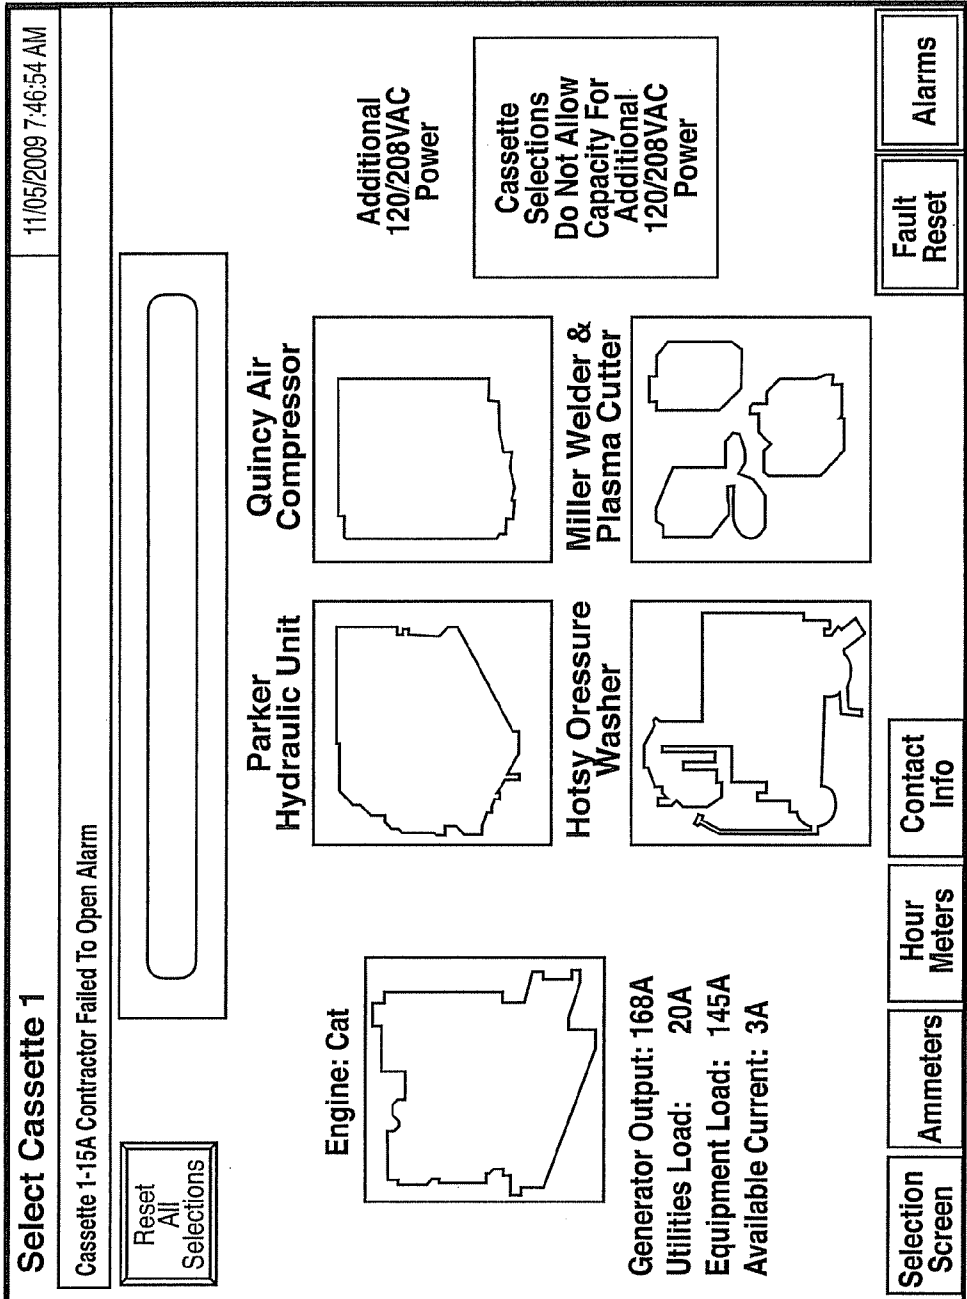 Select Cassette 1
11/05/2009 7:46:54 AM
Cassette 1-15A Contractor Failed To Open Alarm
Reset
All
Selections
Engine: Cat
Parker
Hydraulic Unit
Quincy Air
Compressor
Additional
120/208VAC
Power
Cassette
Selections
Do Not Allow
Capacity For
Additional
120/208VAC
Power
Hotsy Oressure
Washer
Miller Welder &
Plasma Cutter
Generator Output: 168A
Utilities Load: 20A
Equipment Load: 145A
Available Current: 3A
Selection
Screen
Ammeters
Hour
Meters
Contact
Info
Fault
Reset
Alarms